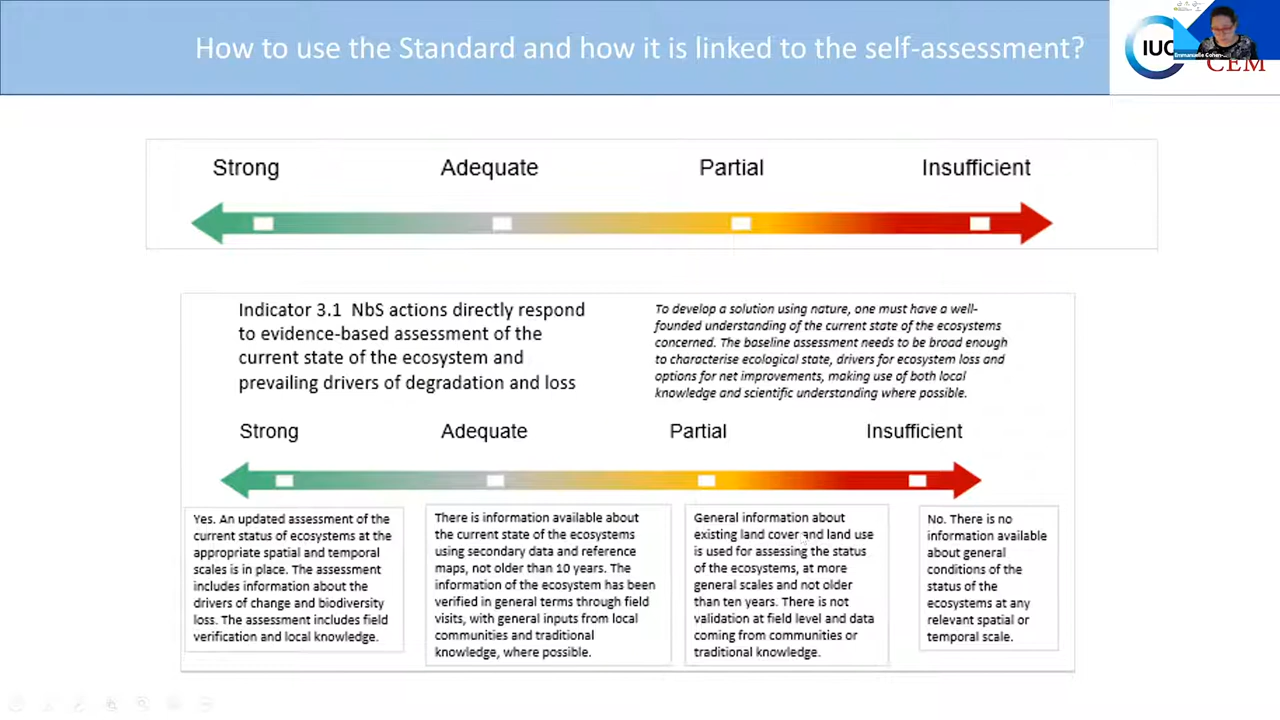 How to use the Standard and how it is linked to the self-assessment?
IUC
CEM
Emmanuelle Cohen-
Strong Adequate Partial Insufficient
Indicator 3.1 NbS actions directly respond
to evidence-based assessment of the
current state of the ecosystem and
prevailing drivers of degradation and loss
To develop a solution using nature, one must have a well-
founded understanding of the current state of the ecosystems
concerned. The baseline assessment needs to be broad enough
to characterise ecological state, drivers for ecosystem loss and
options for net improvements, making use of both local
knowledge and scientific understanding where possible.
Strong Adequate Partial Insufficient
Yes. An updated assessment of the
current status of ecosystems at the
appropriate spatial and temporal
scales is in place. The assessment
includes information about the
drivers of change and biodiversity
loss. The assessment includes field
verification and local knowledge.
There is information available about
the current state of the ecosystems
using secondary data and reference
maps, not older than 10 years. The
information of the ecosystem has been
verified in general terms through field
visits, with general inputs from local
communities and traditional
knowledge, where possible.
General information about
existing land cover and land use
is used for assessing the status
of the ecosystems, at more
general scales and not older
than ten years. There is not
validation at field level and data
coming from communities or
traditional knowledge.
No. There is no
information available
about general
conditions of the
status of the
ecosystems at any
relevant spatial or
temporal scale.